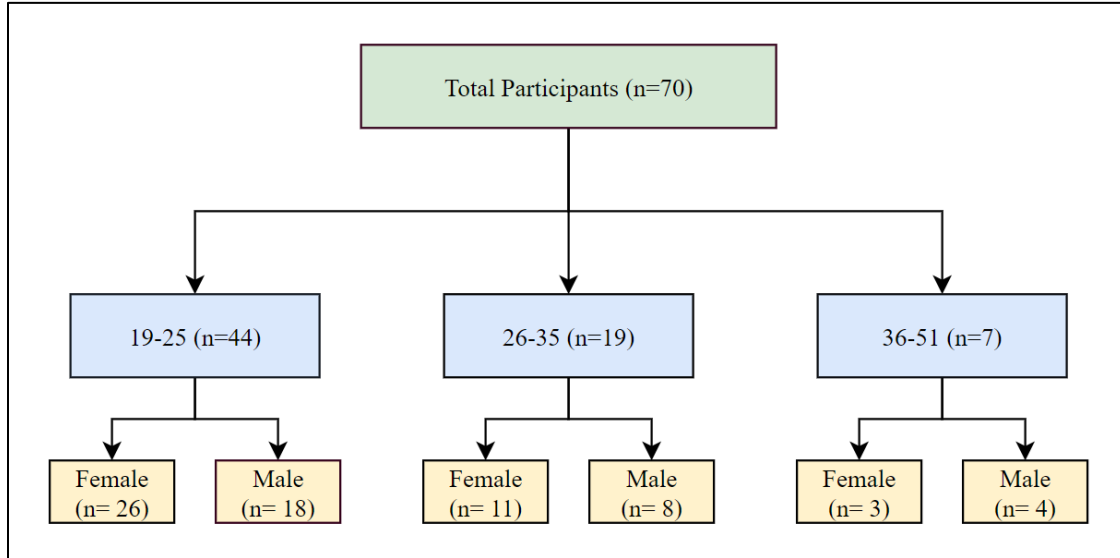 Total Participants (n=70)
19-25 (n=44)
26-35 (n=19)
36-51 (n=7)
Female
(n= 26)
Male
(n= 18)
Female
(n= 11)
Male
(n= 8)
Female
(n= 3)
Male
(n= 4)